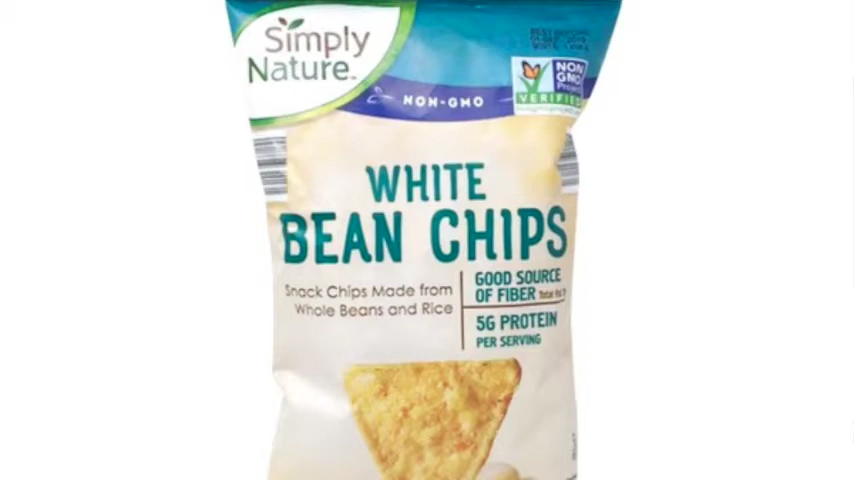 Simply
Nature™
NON-GMO
NON
GMO
Project
VERIFIED
WHITE
BEAN CHIPS
Snack Chips Made from
Whole Beans and Rice
GOOD SOURCE
OF FIBER
5G PROTEIN
PER SERVING